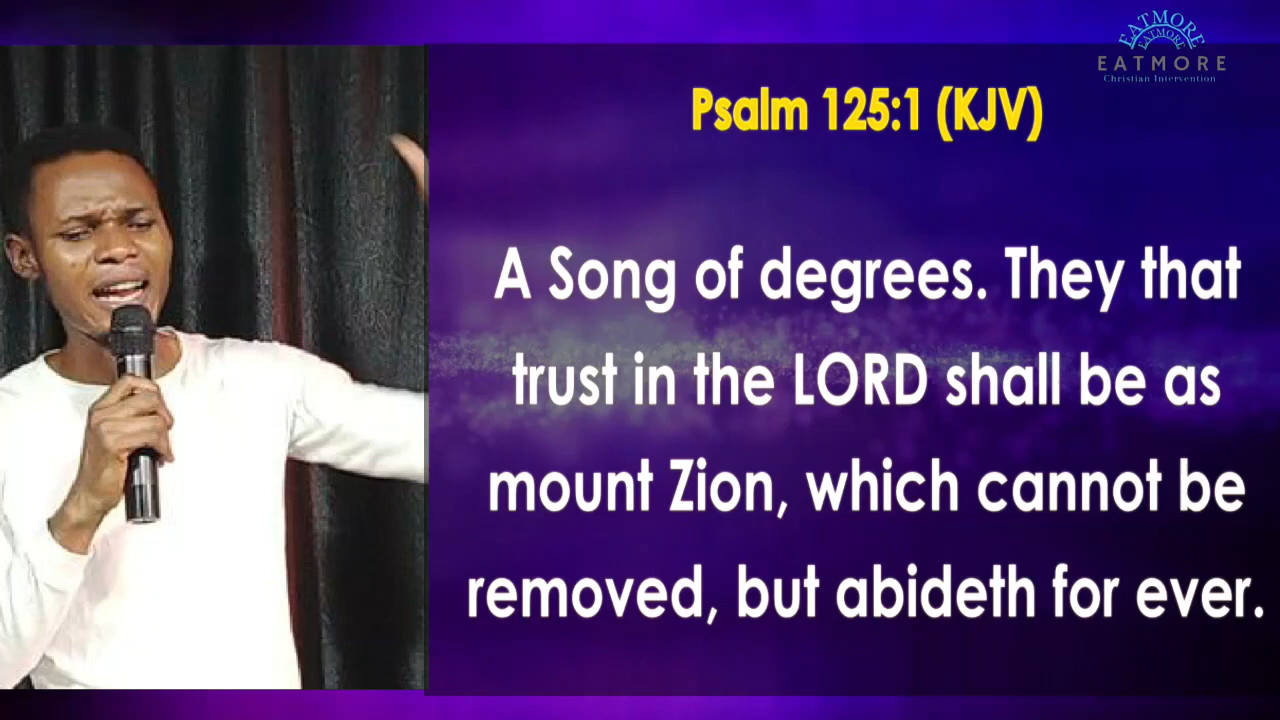 EATMORE
EATMORE
EATMORE
Christian Intervention
Psalm 125:1 (KJV)
A Song of degrees. They that
trust in the LORD shall be as
mount Zion, which cannot be
removed, but abideth for ever.